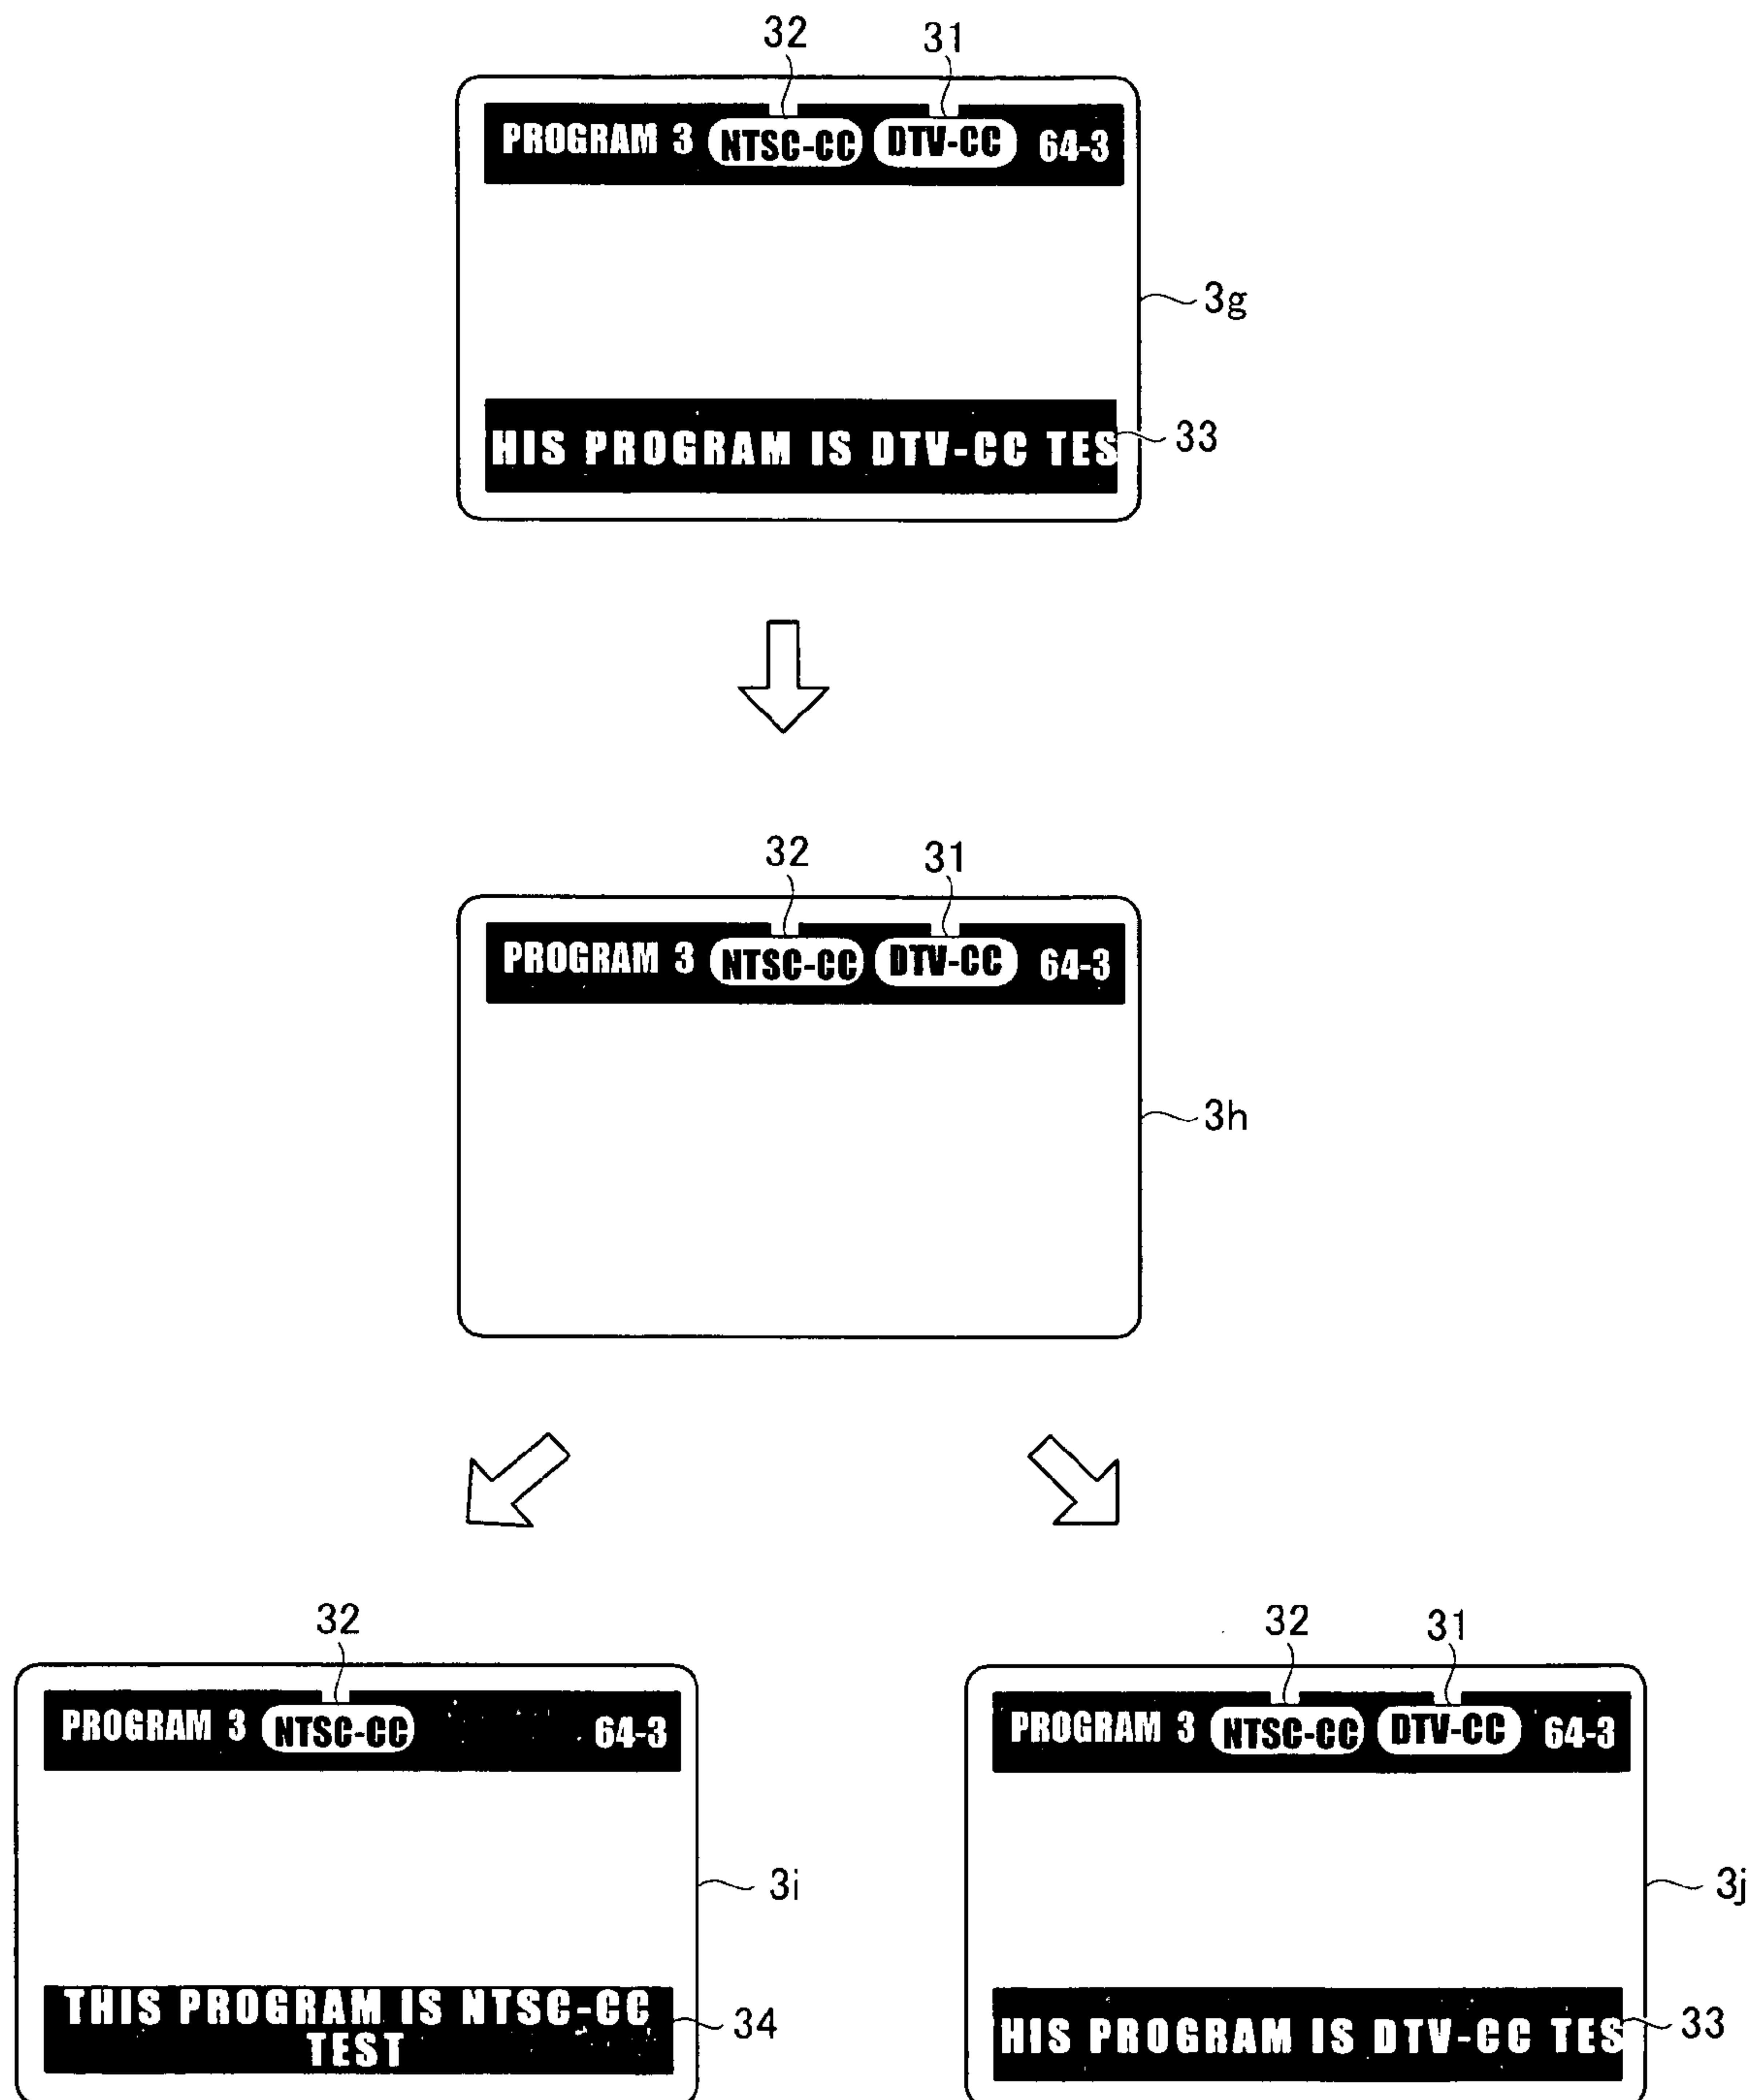 32 31
PROGRAM 3 NTSC-CC DTV-CC 64-3
3g
HIS PROGRAM IS DTV-CC TES 33
32 31
PROGRAM 3 NTSC-CC DTV-CC 64-3
3h
32
PROGRAM 3 NTSC-CC 64-3
3i
THIS PROGRAM IS NTSC-CC
TEST
34
32 31
PROGRAM 3 NTSC-CC DTV-CC 64-3
3j
HIS PROGRAM IS DTV-CC TES 33